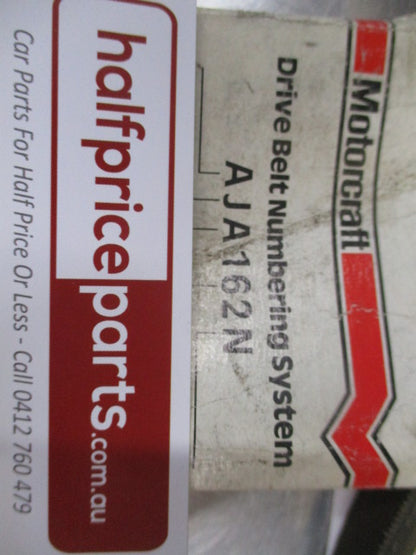 Motorcraft
Drive Belt Numbering System
AJA162N
halfpriceparts.com.au
Car Parts For Half Price Or Less - Call 0412 760 479